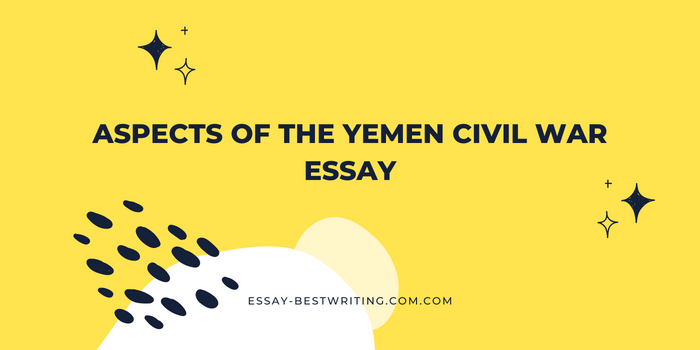 ASPECTS OF THE YEMEN CIVIL WAR
ESSAY
ESSAY-BESTWRITING.COM.COM